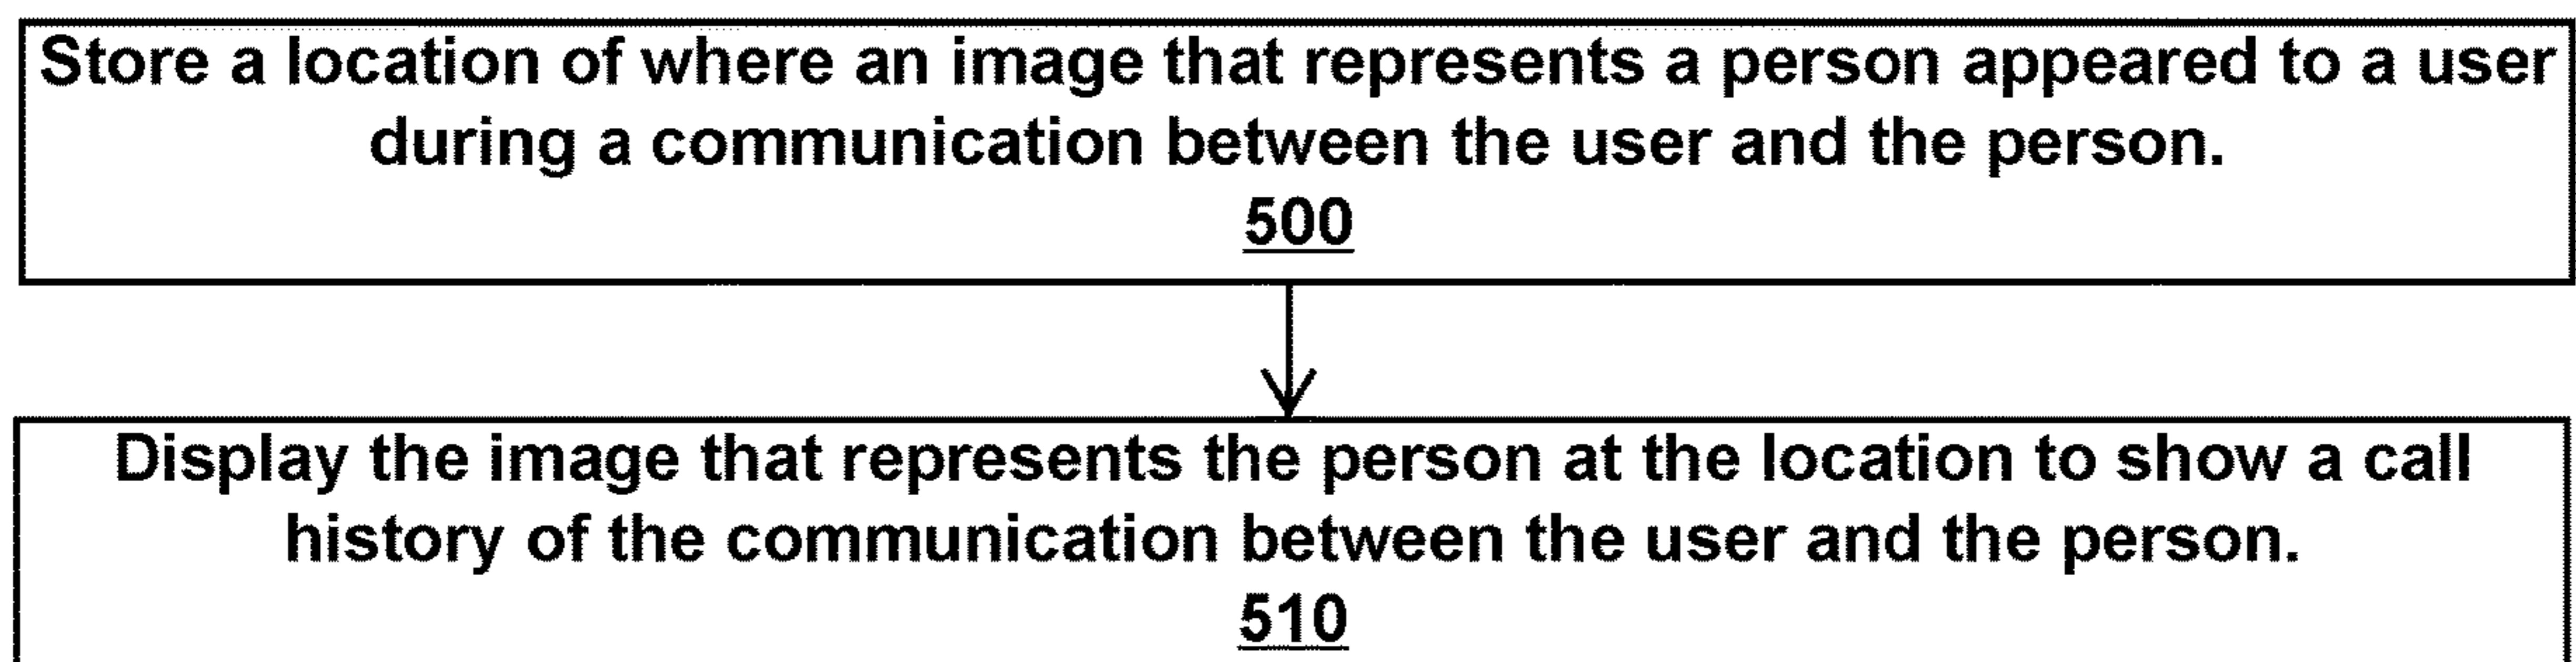 Store a location of where an image that represents a person appeared to a user
during a communication between the user and the person.
500
Display the image that represents the person at the location to show a call
history of the communication between the user and the person.
510